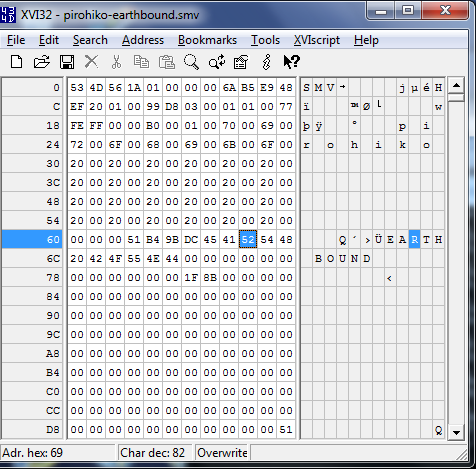 XVI32 - pirohiko-earthbound.smv
File Edit Search Address Bookmarks Tools XVIscript Help
0 53 4D 56 1A 01 00 00 00 6A B5 E9 48 S M V → j µ é H
C EF 20 01 00 99 D8 03 00 01 01 00 77 ï ™ Ø └ w
18 FE FF 00 00 B0 00 01 00 70 00 69 00 þ ÿ ° p i
24 72 00 6F 00 68 00 69 00 6B 00 6F 00 r o h i k o
30 20 00 20 00 20 00 20 00 20 00 20 00
3C 20 00 20 00 20 00 20 00 20 00 20 00
48 20 00 20 00 20 00 20 00 20 00 20 00
54 20 00 20 00 20 00 20 00 20 00 20 00
60 00 00 00 51 B4 9B DC 45 41 52 54 48 Q ´ › Ü E A R T H
6C 20 42 4F 55 4E 44 00 00 00 00 00 B O U N D
78 00 00 00 00 00 1F 8B 00 00 00 00 ‹
84 00 00 00 00 00 00 00 00 00 00 00 00
90 00 00 00 00 00 00 00 00 00 00 00 00
9C 00 00 00 00 00 00 00 00 00 00 00 00
A8 00 00 00 00 00 00 00 00 00 00 00 00
B4 00 00 00 00 00 00 00 00 00 00 00 00
C0 00 00 00 00 00 00 00 00 00 00 00 00
CC 00 00 00 00 00 00 00 00 00 00 00 00
D8 00 00 00 00 00 00 00 00 00 00 00 51 Q
Adr. hex: 69 Char dec: 82 Overwrite